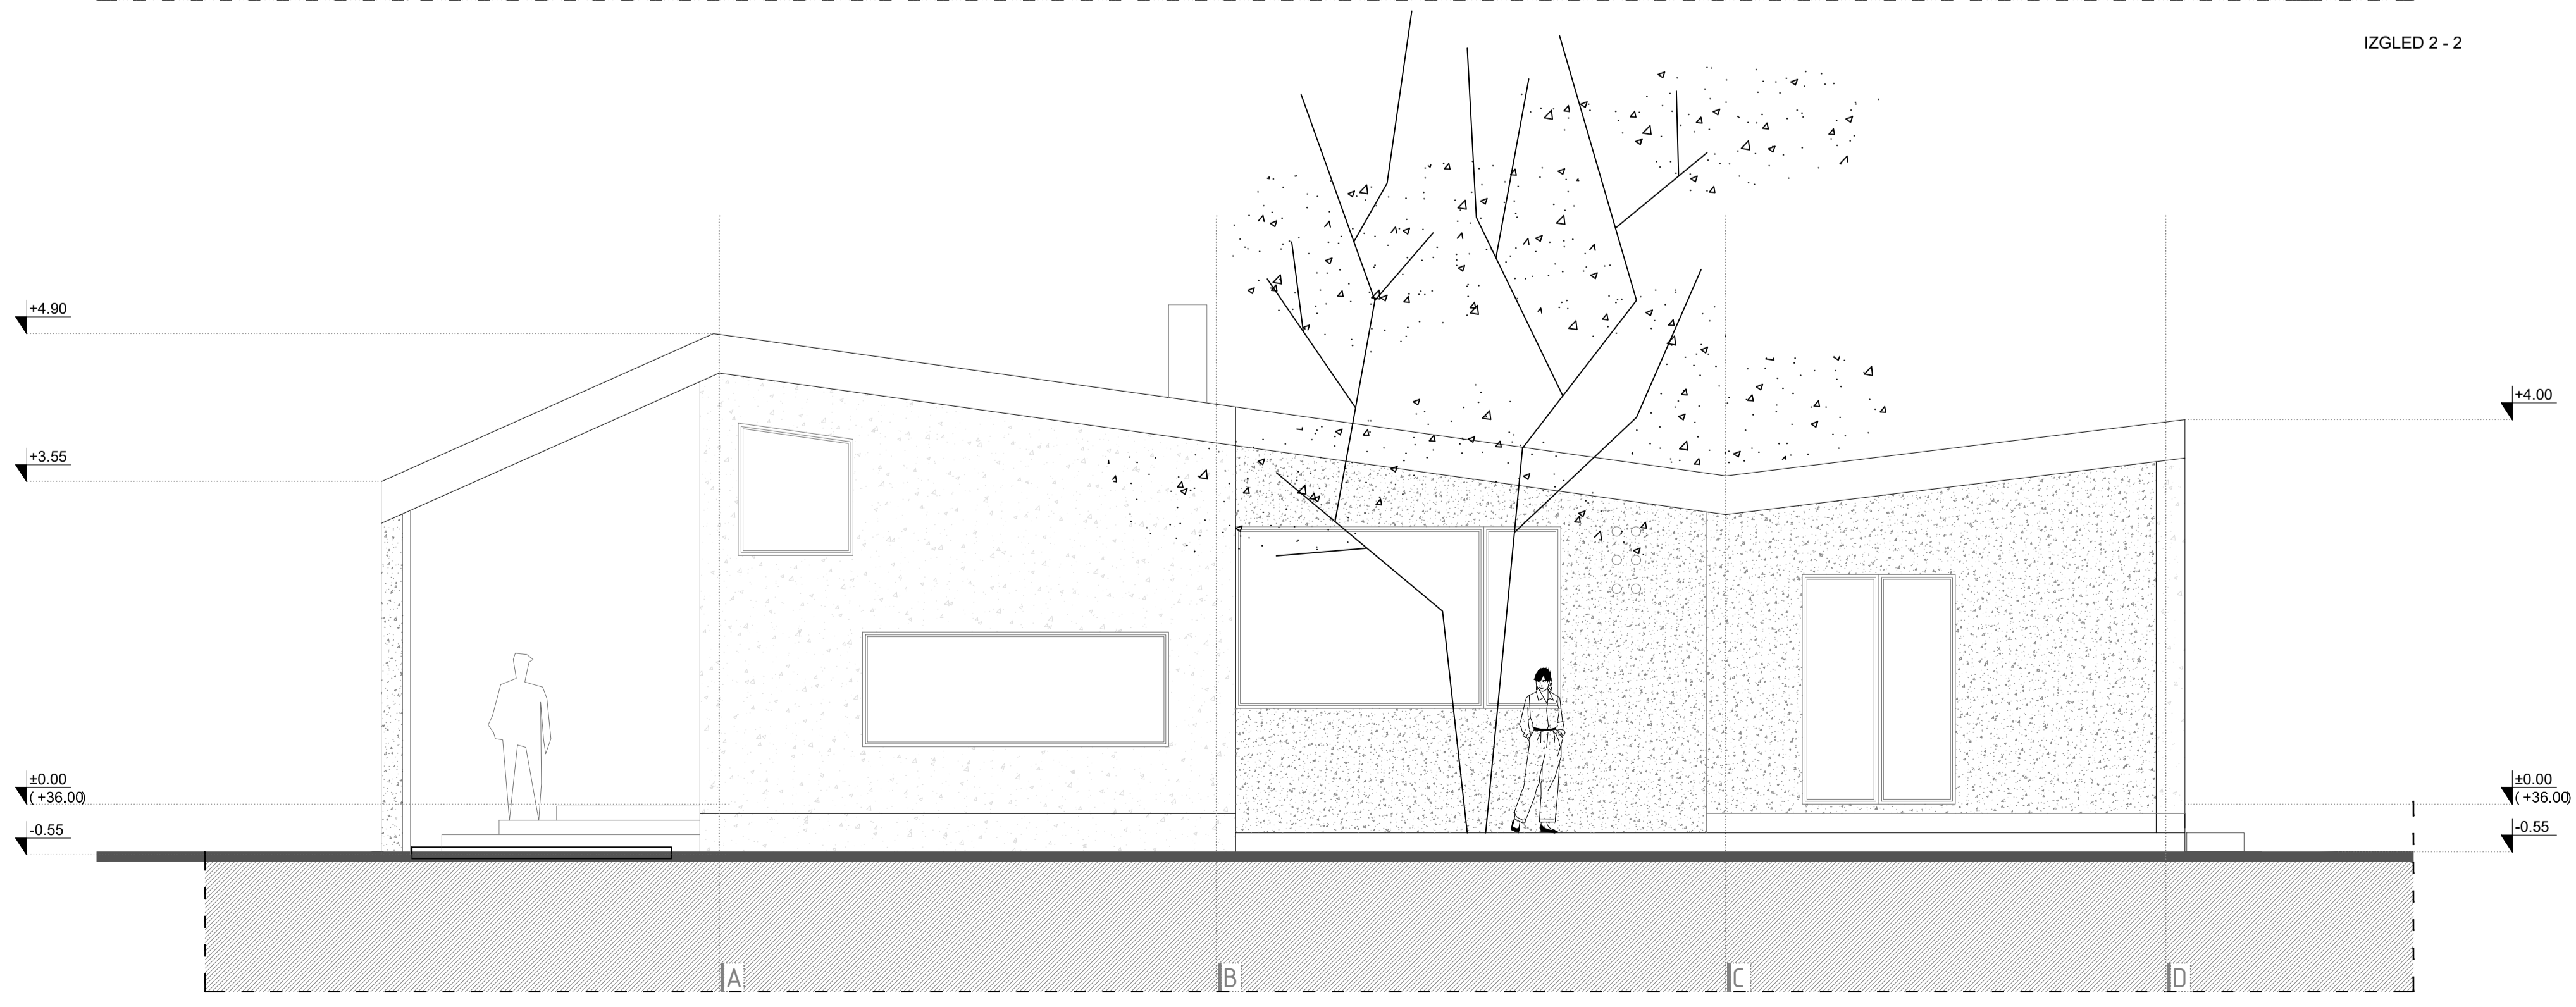 IZGLED 2 - 2
+4.90
+4.00
+3.55
±0.00
( +36.00)
-0.55
±0.00
( +36.00)
-0.55
A
B
C
D